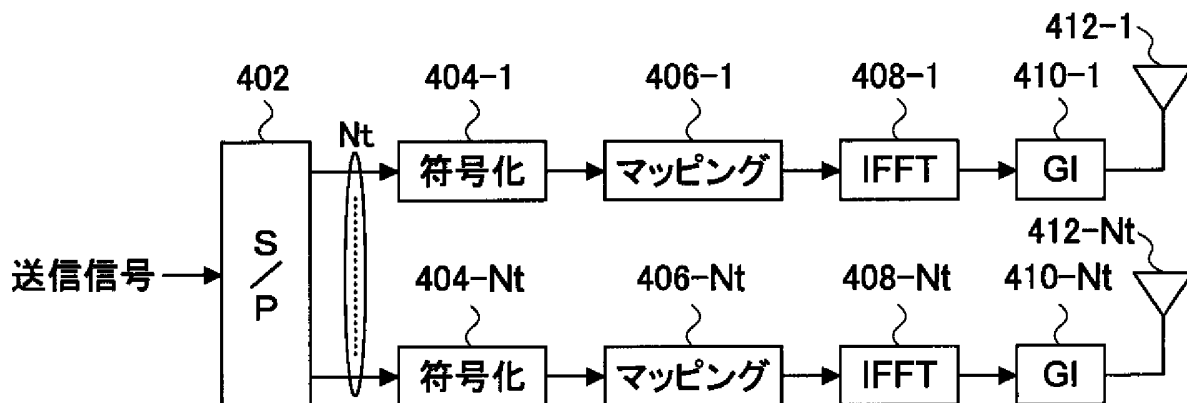 412-1
402
404-1
406-1
408-1
410-1
Nt
符号化
マッピング
IFFT
GI
送信信号
S/P
412-Nt
404-Nt
406-Nt
408-Nt
410-Nt
符号化
マッピング
IFFT
GI